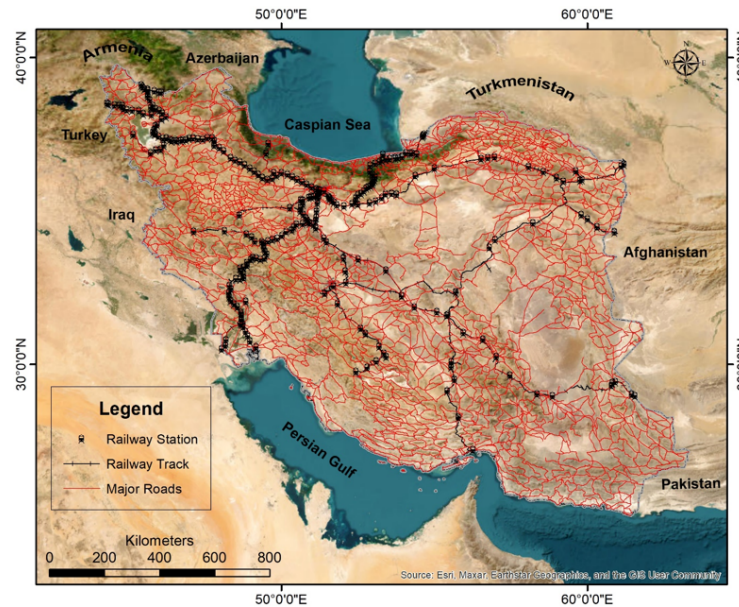 50°0'0"E 60°0'0"E
40°0'0"N
Armenia
Azerbaijan
N
W E
Turkmenistan
Caspian Sea
Turkey
Iraq
Afghanistan
30°0'0"N
Legend
Railway Station
Railway Track
Major Roads
Persian Gulf
Pakistan
Kilometers
0 200 400 600 800
Source: Esri, Maxar, Earthstar Geographics, and the GIS User Community
50°0'0"E 60°0'0"E